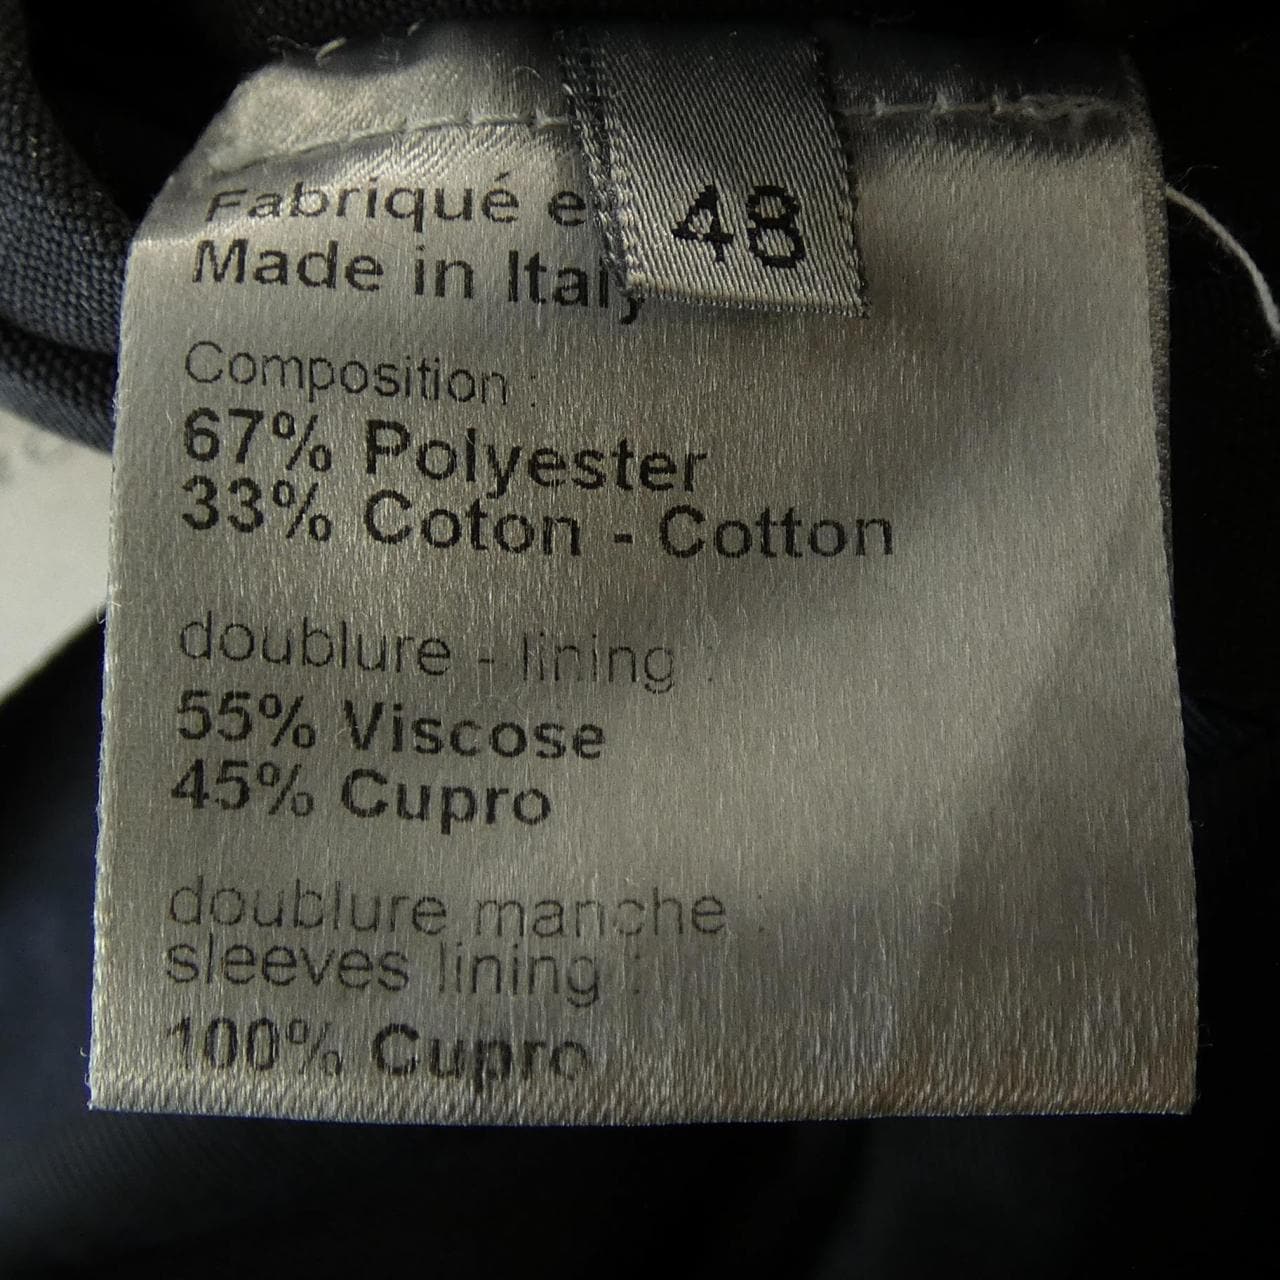 48
Fabriqué e
Made in Italy
Composition :
67% Polyester
33% Coton - Cotton
doublure - lining :
55% Viscose
45% Cupro
doublure manche :
sleeves lining :
100% Cupro